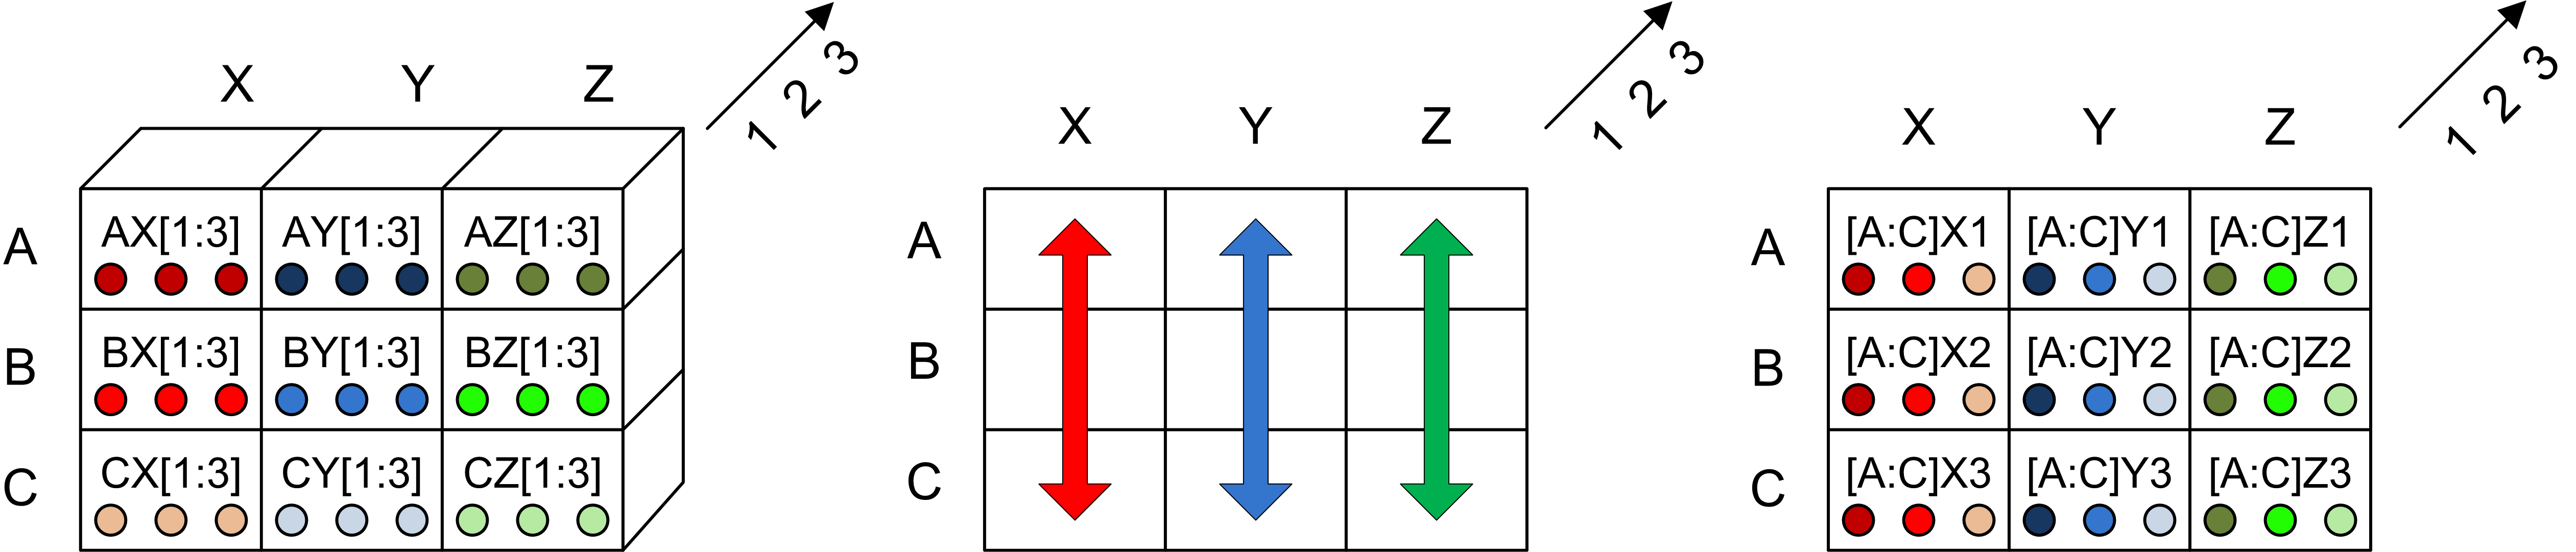 X Y Z
1 2 3
A AX[1:3] AY[1:3] AZ[1:3]
B BX[1:3] BY[1:3] BZ[1:3]
C CX[1:3] CY[1:3] CZ[1:3]
X Y Z
1 2 3
A
B
C
X Y Z
1 2 3
A [A:C]X1 [A:C]Y1 [A:C]Z1
B [A:C]X2 [A:C]Y2 [A:C]Z2
C [A:C]X3 [A:C]Y3 [A:C]Z3